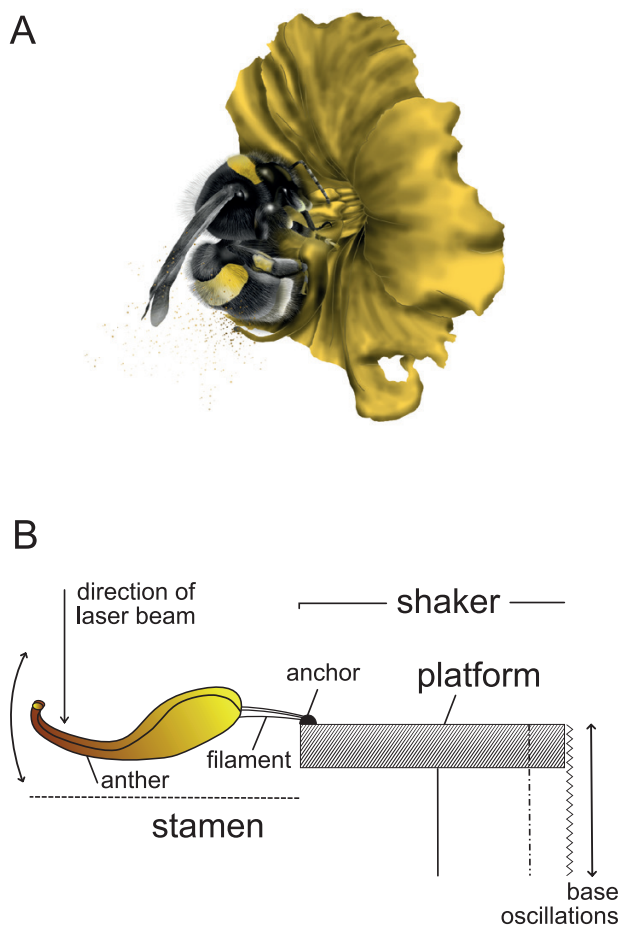 A
B
direction of
laser beam
shaker
anchor
platform
filament
anther
stamen
base
oscillations